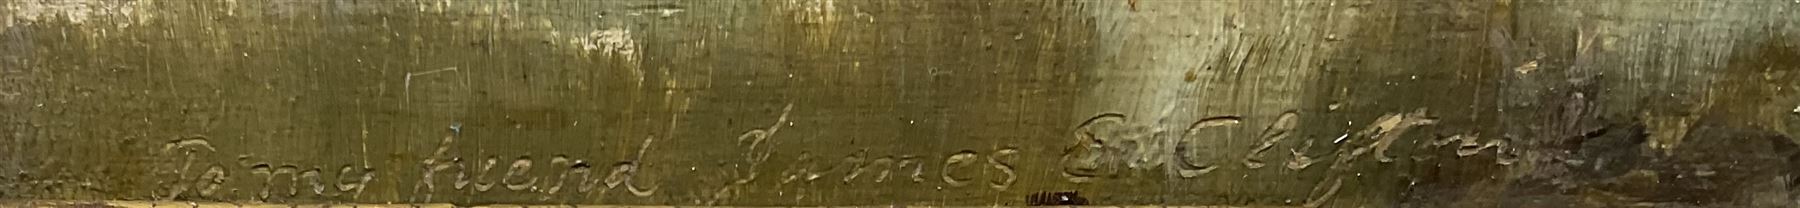 To my friend James E. Clifton